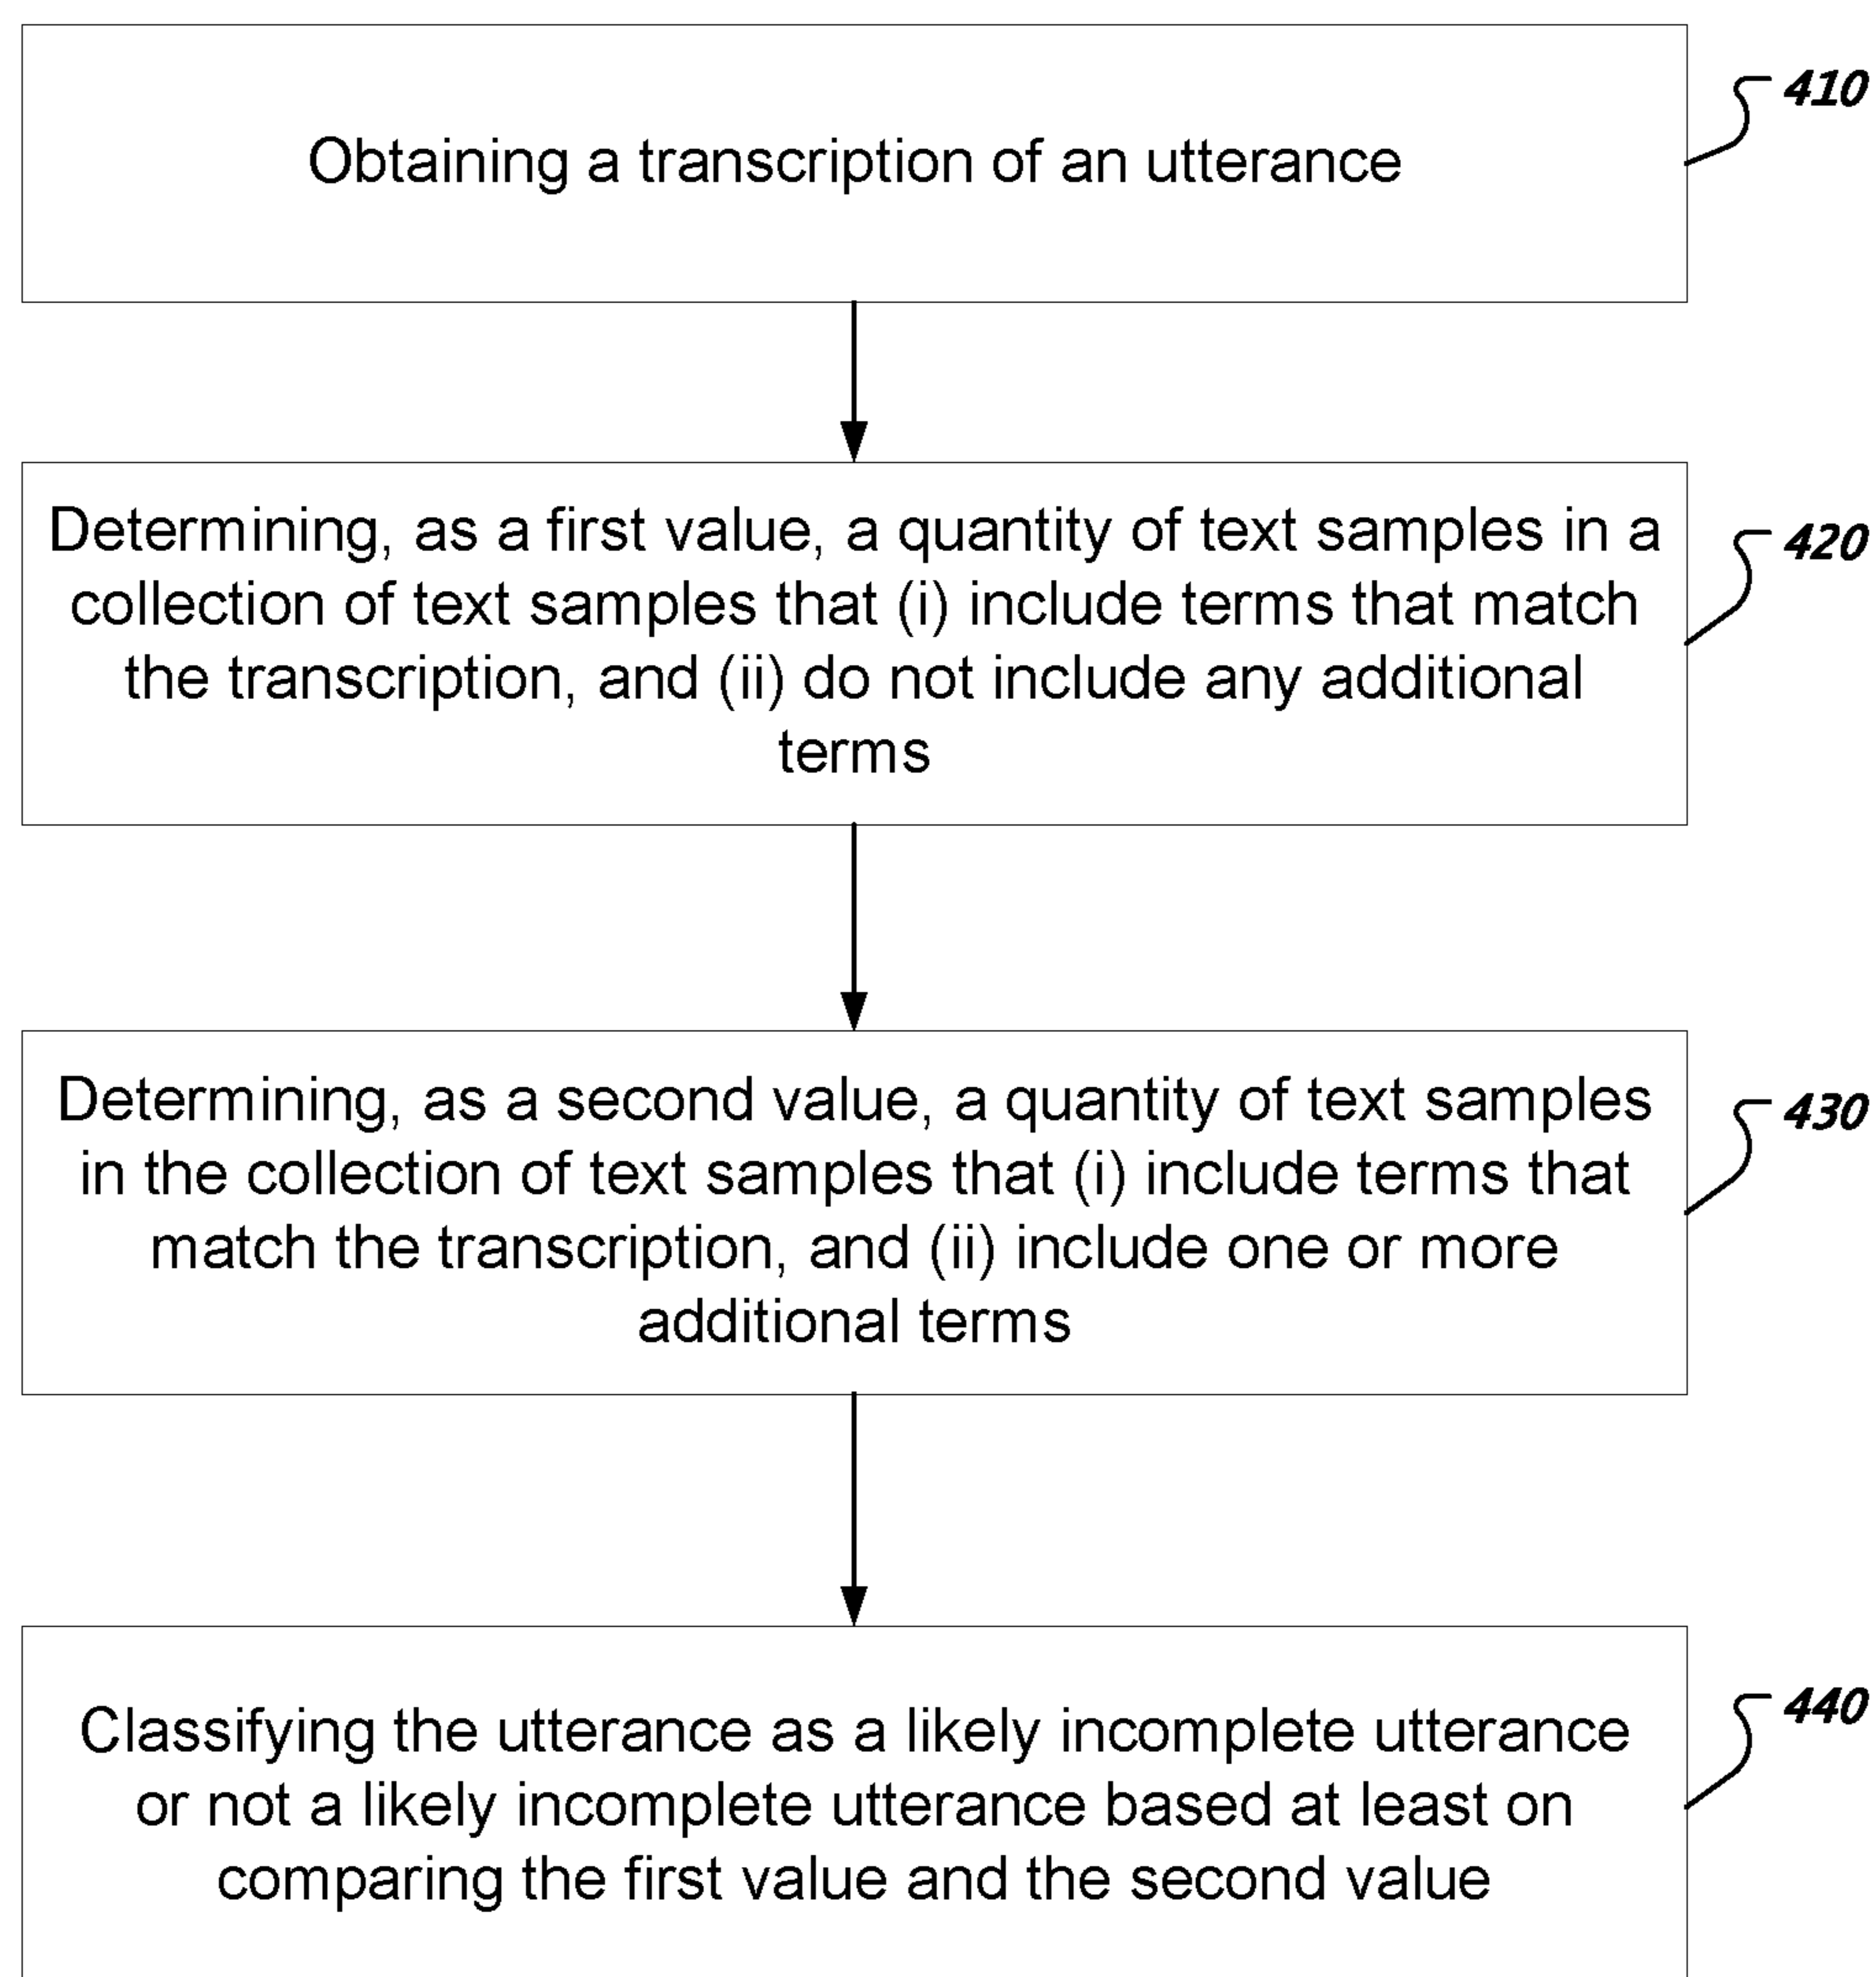 Obtaining a transcription of an utterance
410
Determining, as a first value, a quantity of text samples in a
collection of text samples that (i) include terms that match
the transcription, and (ii) do not include any additional
terms
420
Determining, as a second value, a quantity of text samples
in the collection of text samples that (i) include terms that
match the transcription, and (ii) include one or more
additional terms
430
Classifying the utterance as a likely incomplete utterance
or not a likely incomplete utterance based at least on
comparing the first value and the second value
440